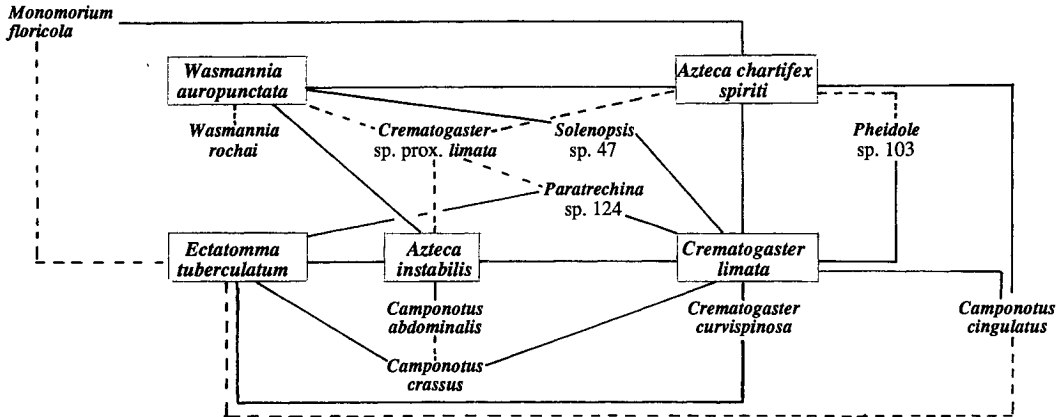 Monomorium
floricola
Wasmannia
auropunctata
Azteca chartifex
spiriti
Wasmannia
rochai
Crematogaster
sp. prox. limata
Solenopsis
sp. 47
Pheidole
sp. 103
Paratrechina
sp. 124
Ectatomma
tuberculatum
Azteca
instabilis
Crematogaster
limata
Camponotus
abdominalis
Crematogaster
curvispinosa
Camponotus
cingulatus
Camponotus
crassus